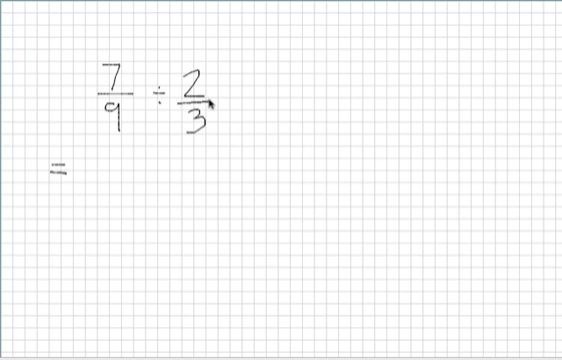 7/9 ÷ 2/3
=